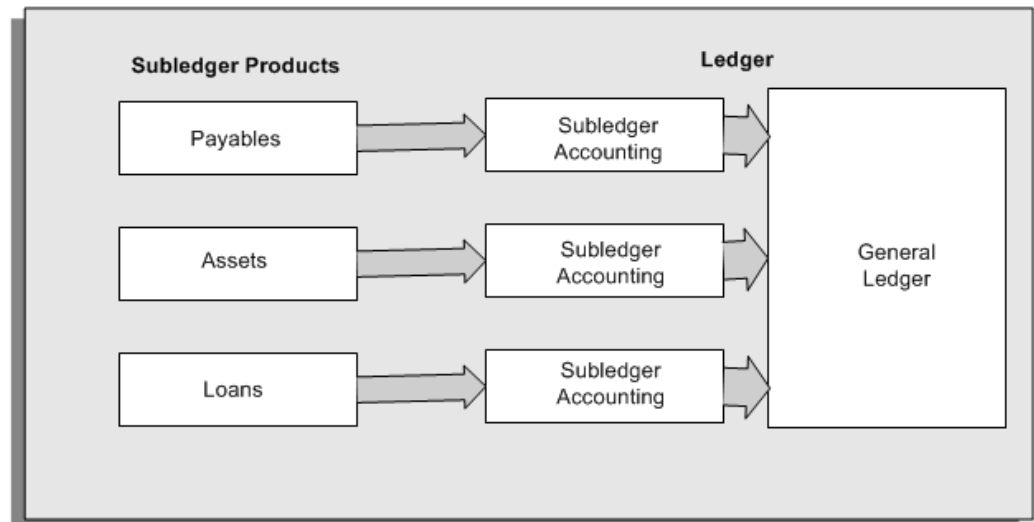 Subledger Products
Ledger
Payables
Subledger
Accounting
Assets
Subledger
Accounting
General
Ledger
Loans
Subledger
Accounting